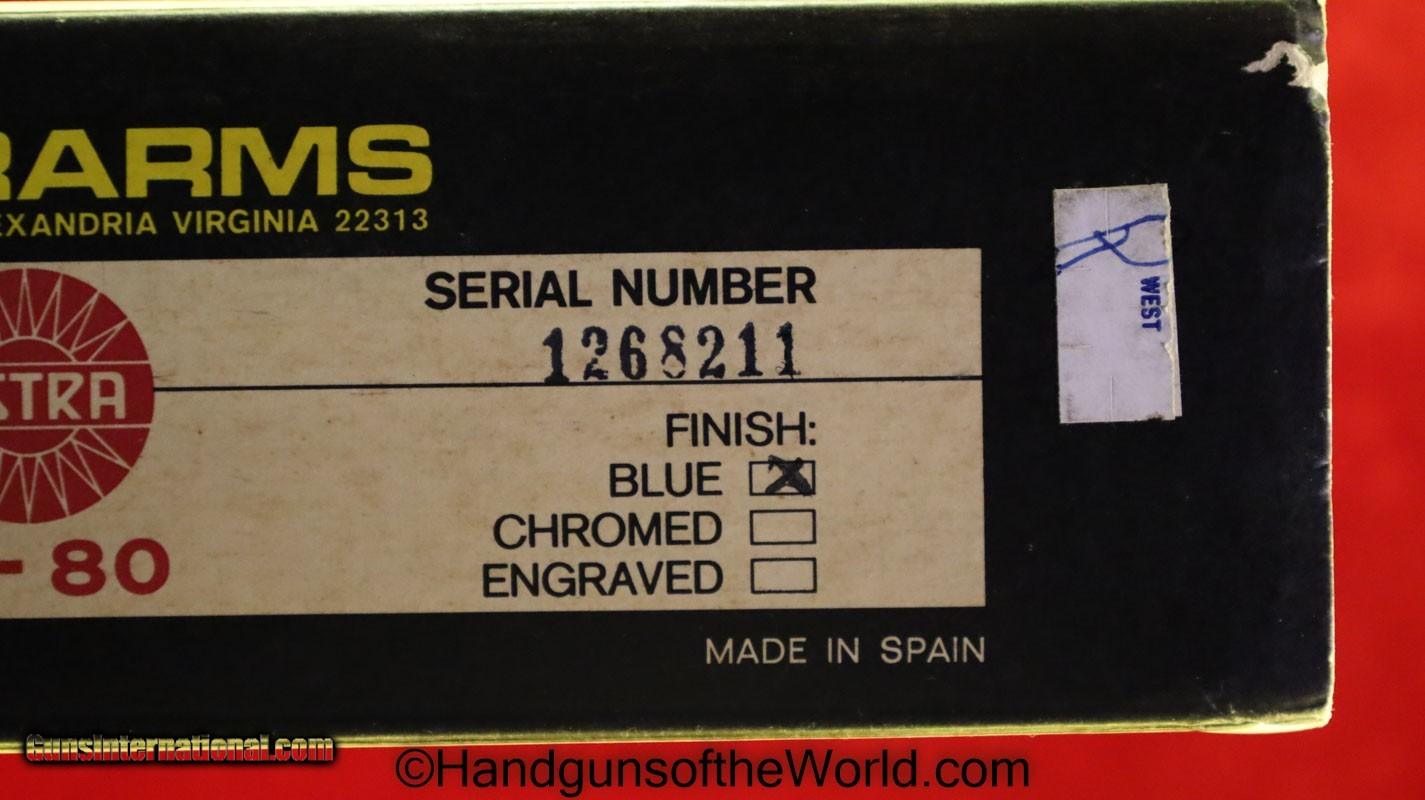 RARMS
EXANDRIA VIRGINIA 22313
SERIAL NUMBER
1268211
STRA
FINISH:
BLUE
CHROMED
ENGRAVED
- 80
MADE IN SPAIN
WEST
GunsInternational.com
©HandgunsoftheWorld.com